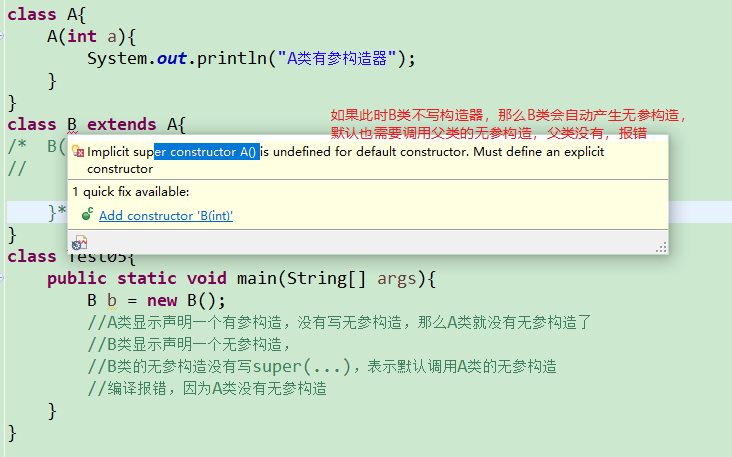 class A{
A(int a){
System.out.println("A类有参构造器");
}
}
如果此时B类不写构造器，那么B类会自动产生无参构造，
class B extends A{
默认也需要调用父类的无参构造，父类没有，报错
/* B(
Implicit super constructor A() is undefined for default constructor. Must define an explicit
constructor
//
1 quick fix available:
}*
Add constructor 'B(int)'
}
class Test05{
public static void main(String[] args){
B b = new B();
//A类显示声明一个有参构造，没有写无参构造，那么A类就没有无参构造了
//B类显示声明一个无参构造，
//B类的无参构造没有写super(...)，表示默认调用A类的无参构造
//编译报错，因为A类没有无参构造
}
}